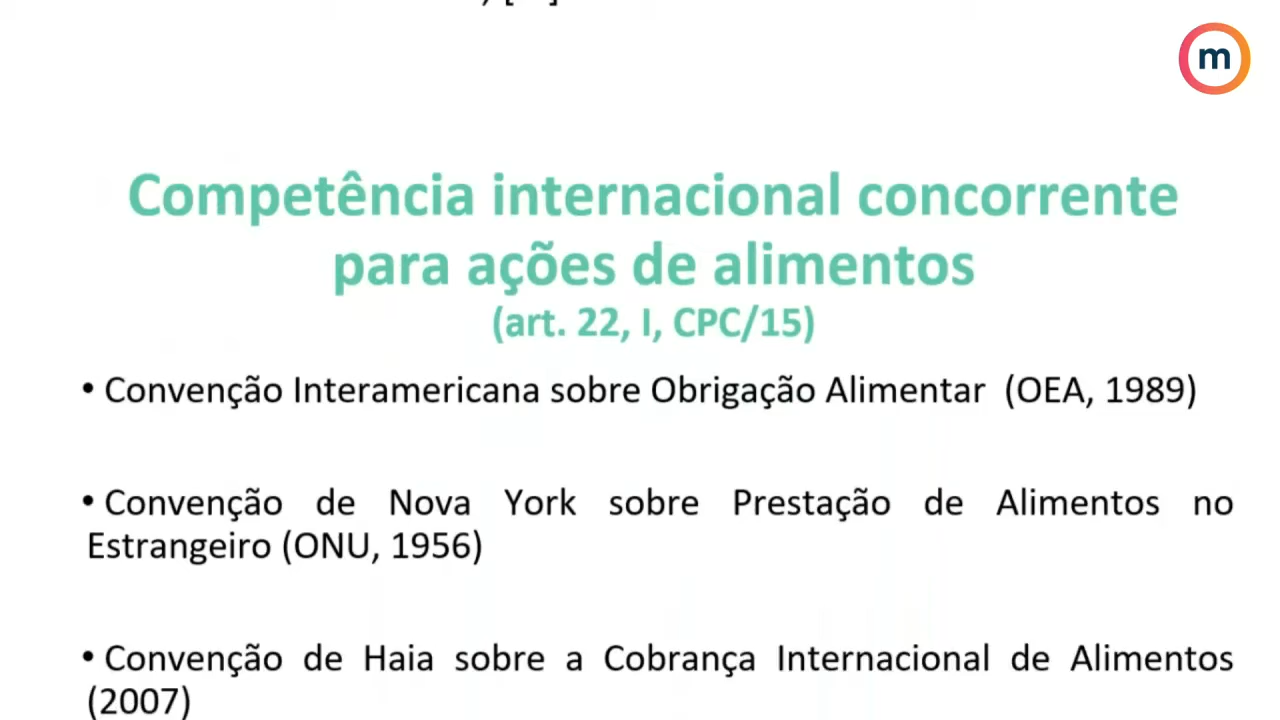 m
Competência internacional concorrente
para ações de alimentos
(art. 22, I, CPC/15)
• Convenção Interamericana sobre Obrigação Alimentar (OEA, 1989)
• Convenção de Nova York sobre Prestação de Alimentos no
Estrangeiro (ONU, 1956)
• Convenção de Haia sobre a Cobrança Internacional de Alimentos
(2007)